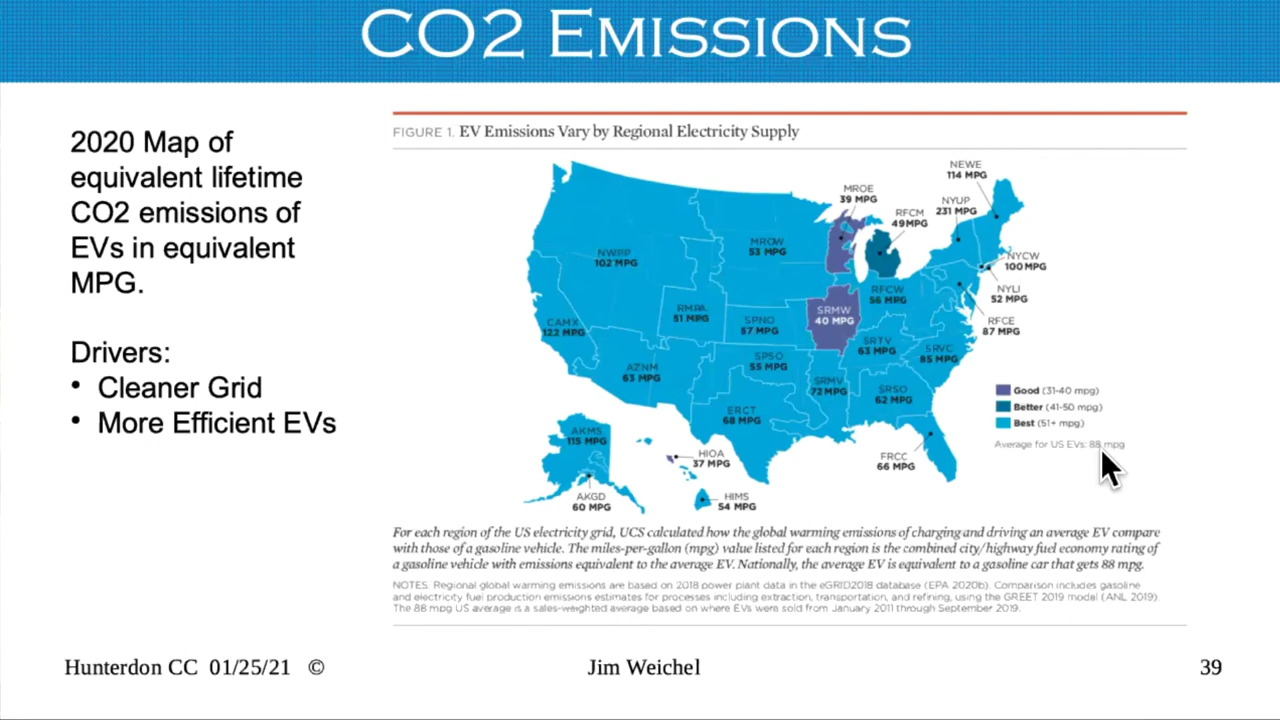 CO2 EMISSIONS
2020 Map of
equivalent lifetime
CO2 emissions of
EVs in equivalent
MPG.
Drivers:
• Cleaner Grid
• More Efficient EVs
FIGURE 1. EV Emissions Vary by Regional Electricity Supply
NEWE
114 MPG
MROE
39 MPG
NYUP
231 MPG
RFCM
49 MPG
MROW
53 MPG
NWPP
102 MPG
NYCW
100 MPG
RFCW
56 MPG
NYLI
52 MPG
RMPA
51 MPG
SRMW
40 MPG
SPNO
57 MPG
RFCE
87 MPG
CAMX
122 MPG
SRTV
63 MPG
SRVC
85 MPG
SPSO
55 MPG
AZNM
63 MPG
SRMV
72 MPG
SRSO
62 MPG
ERCT
68 MPG
Good (31-40 mpg)
Better (41-50 mpg)
Best (51+ mpg)
Average for US EVs: 88 mpg
AKMS
115 MPG
HIOA
37 MPG
FRCC
66 MPG
AKGD
60 MPG
HIMS
54 MPG
For each region of the US electricity grid, UCS calculated how the global warming emissions of charging and driving an average EV compare
with those of a gasoline vehicle. The miles-per-gallon (mpg) value listed for each region is the combined city/highway fuel economy rating of
a gasoline vehicle with emissions equivalent to the average EV. Nationally, the average EV is equivalent to a gasoline car that gets 88 mpg.
NOTES. Regional global warming emissions are based on 2018 power plant data in the eGRID2018 database (EPA 2020b). Comparison includes gasoline
and electricity fuel production emissions estimates for processes including extraction, transportation, and refining, using the GREET 2019 model (ANL 2019).
The 88 mpg US average is a sales-weighted average based on where EVs were sold from January 2011 through September 2019.
Hunterdon CC 01/25/21 ©
Jim Weichel
39